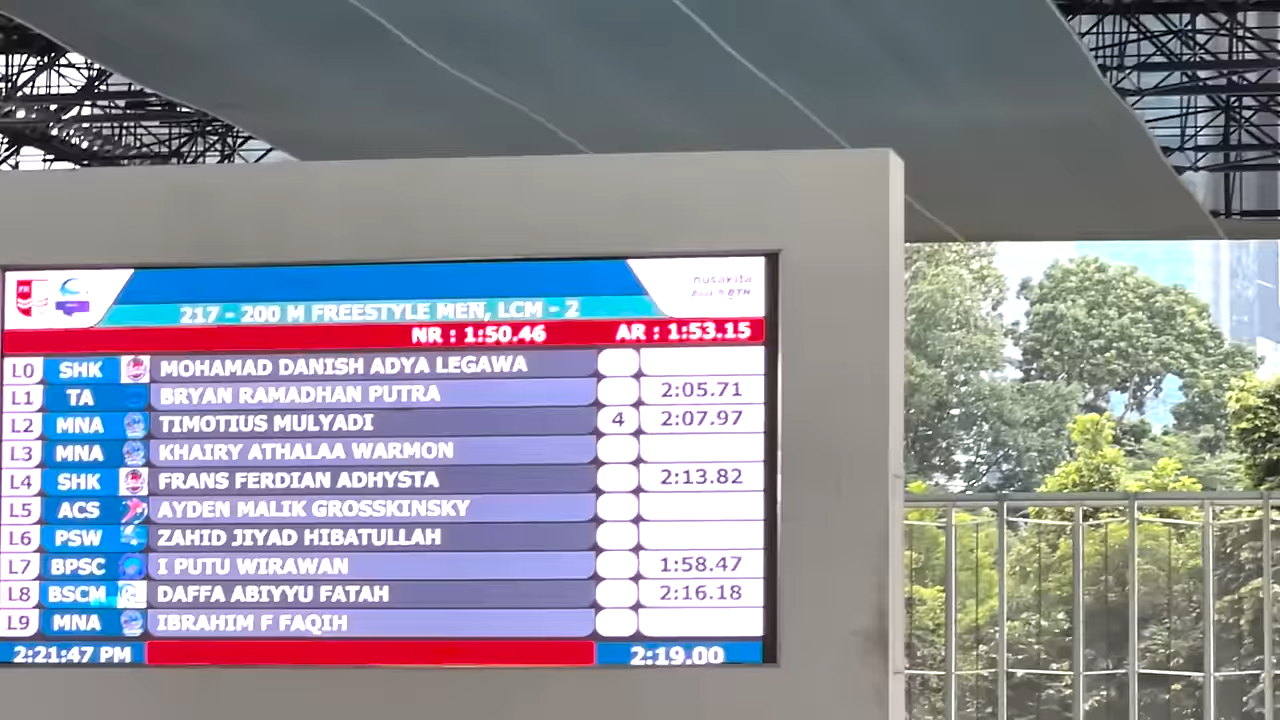 nusakita
217 - 200 M FREESTYLE MEN, LCM - 2
NR : 1:50.46 AR : 1:53.15
L0 SHK MOHAMAD DANISH ADYA LEGAWA
L1 TA BRYAN RAMADHAN PUTRA 2:05.71
L2 MNA TIMOTIUS MULYADI 4 2:07.97
L3 MNA KHAIRY ATHALAA WARMON
L4 SHK FRANS FERDIAN ADHYSTA 2:13.82
L5 ACS AYDEN MALIK GROSSKINSKY
L6 PSW ZAHID JIYAD HIBATULLAH
L7 BPSC I PUTU WIRAWAN 1:58.47
L8 BSCM DAFFA ABIYYU FATAH 2:16.18
L9 MNA IBRAHIM F FAQIH
2:21:47 PM 2:19.00